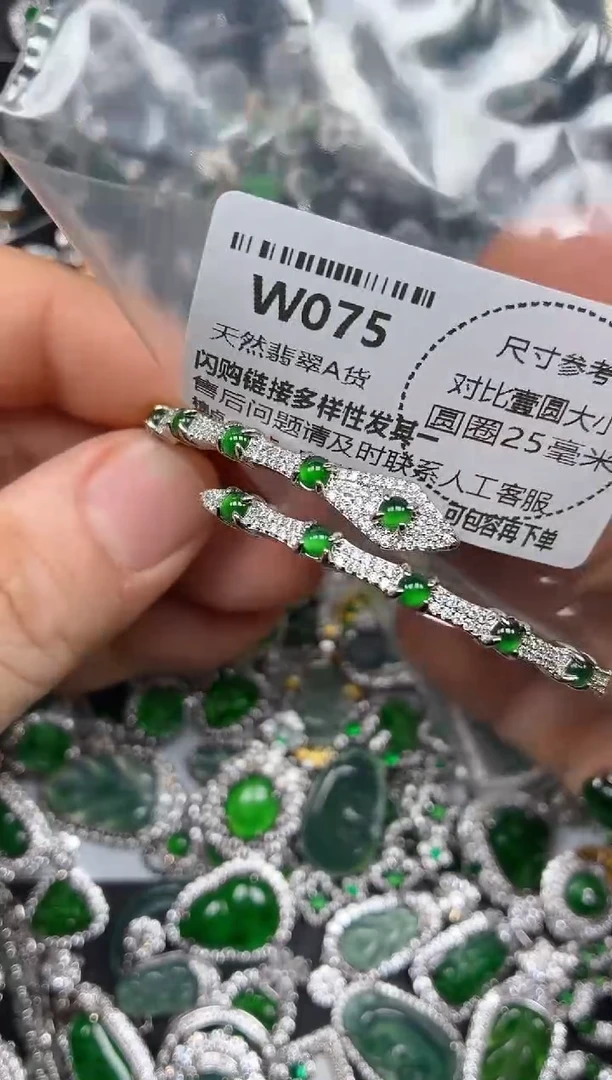 W075
天然翡翠A货
闪购链接多样性发其一
售后问题请及时联系人工客服
可包容再下单
尺寸参考
对比壹圆大小
圆圈25毫米